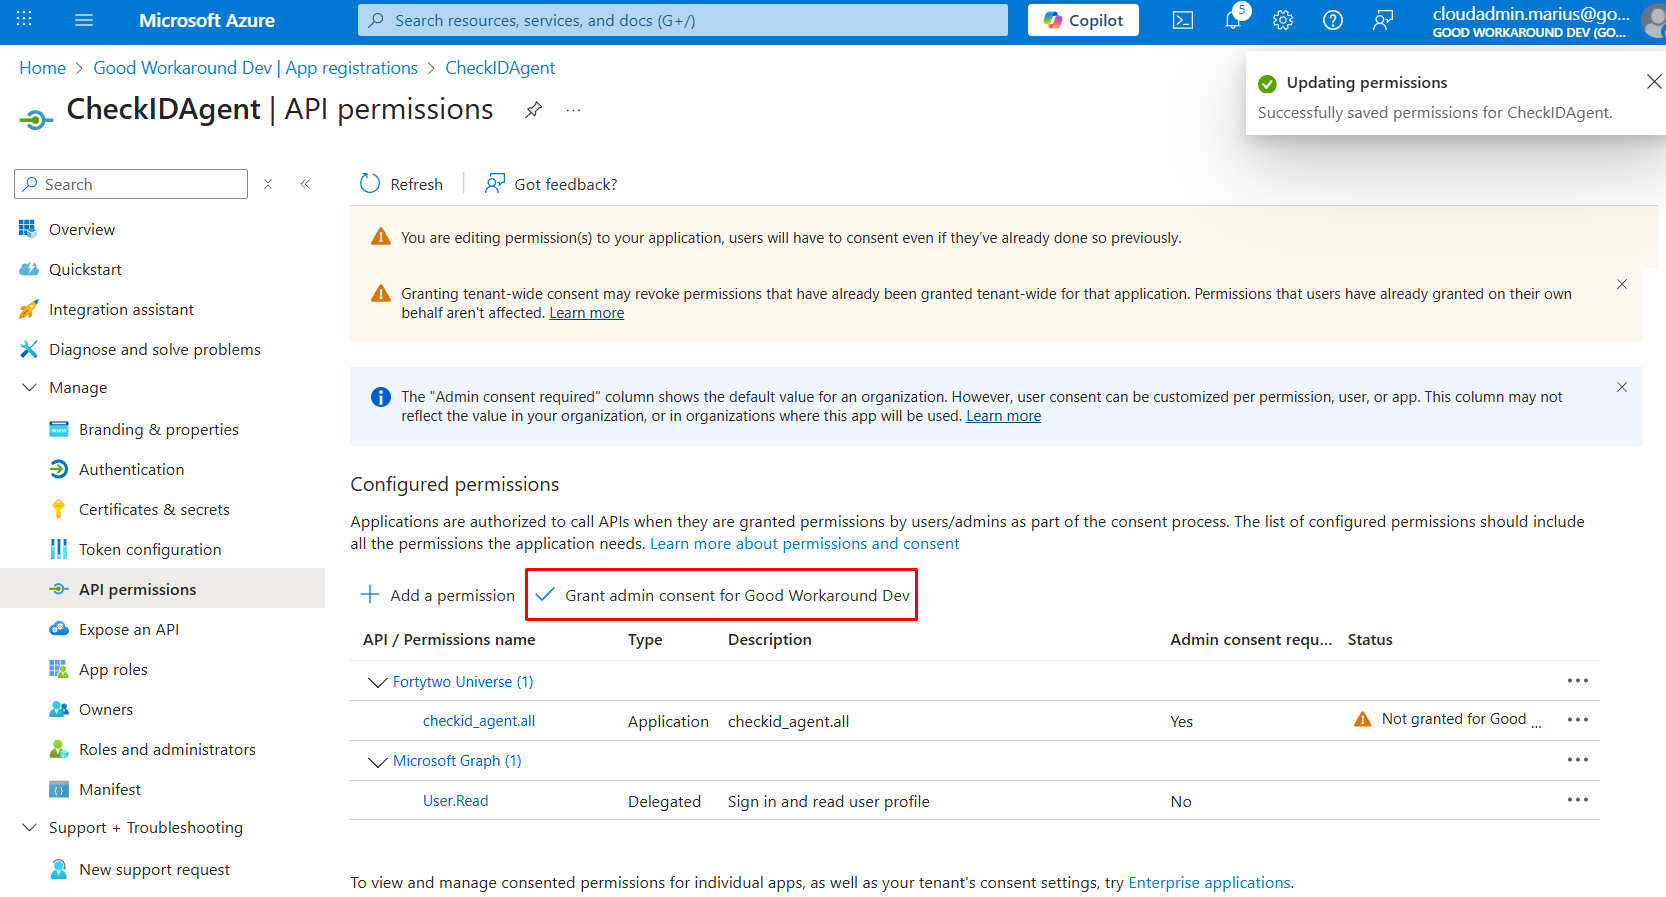 Microsoft Azure
Search resources, services, and docs (G+/)
Copilot
5
cloudadmin.marius@go...
GOOD WORKAROUND DEV (GO...
Home > Good Workaround Dev | App registrations > CheckIDAgent
CheckIDAgent | API permissions
...
Updating permissions
Successfully saved permissions for CheckIDAgent.
Search
Overview
Quickstart
Integration assistant
Diagnose and solve problems
Manage
Branding & properties
Authentication
Certificates & secrets
Token configuration
API permissions
Expose an API
App roles
Owners
Roles and administrators
Manifest
Support + Troubleshooting
New support request
Refresh
Got feedback?
You are editing permission(s) to your application, users will have to consent even if they've already done so previously.
Granting tenant-wide consent may revoke permissions that have already been granted tenant-wide for that application. Permissions that users have already granted on their own
behalf aren't affected. Learn more
The "Admin consent required" column shows the default value for an organization. However, user consent can be customized per permission, user, or app. This column may not
reflect the value in your organization, or in organizations where this app will be used. Learn more
Configured permissions
Applications are authorized to call APIs when they are granted permissions by users/admins as part of the consent process. The list of configured permissions should include
all the permissions the application needs. Learn more about permissions and consent
Add a permission
Grant admin consent for Good Workaround Dev
API / Permissions name Type Description Admin consent requ... Status
Fortytwo Universe (1)
checkid_agent.all Application checkid_agent.all Yes Not granted for Good ...
Microsoft Graph (1)
User.Read Delegated Sign in and read user profile No
To view and manage consented permissions for individual apps, as well as your tenant's consent settings, try Enterprise applications.